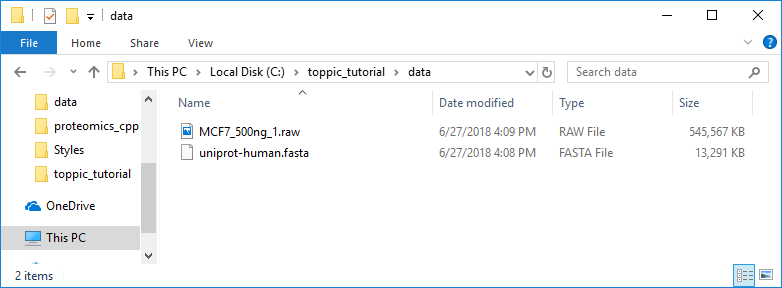 data
File Home Share View
This PC Local Disk (C:) toppic_tutorial data Search data
data
proteomics_cpp
Styles
toppic_tutorial
OneDrive
This PC
Name Date modified Type Size
MCF7_500ng_1.raw 6/27/2018 4:09 PM RAW File 545,567 KB
uniprot-human.fasta 6/27/2018 4:08 PM FASTA File 13,291 KB
2 items